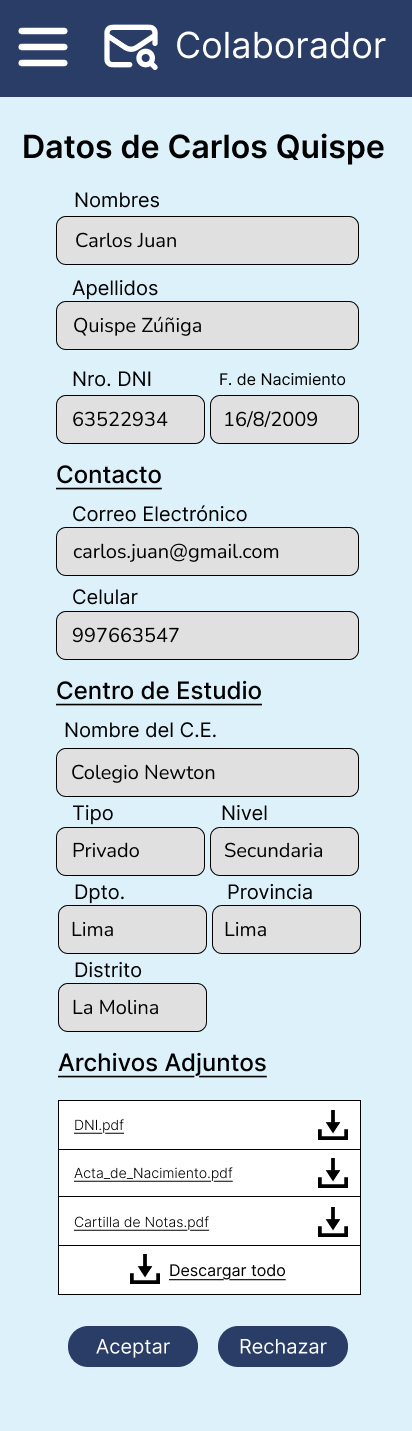 Colaborador
Datos de Carlos Quispe
Nombres
Carlos Juan
Apellidos
Quispe Zúñiga
Nro. DNI F. de Nacimiento
63522934 16/8/2009
Contacto
Correo Electrónico
carlos.juan@gmail.com
Celular
997663547
Centro de Estudio
Nombre del C.E.
Colegio Newton
Tipo Nivel
Privado Secundaria
Dpto. Provincia
Lima Lima
Distrito
La Molina
Archivos Adjuntos
DNI.pdf
Acta_de_Nacimiento.pdf
Cartilla de Notas.pdf
Descargar todo
Aceptar Rechazar